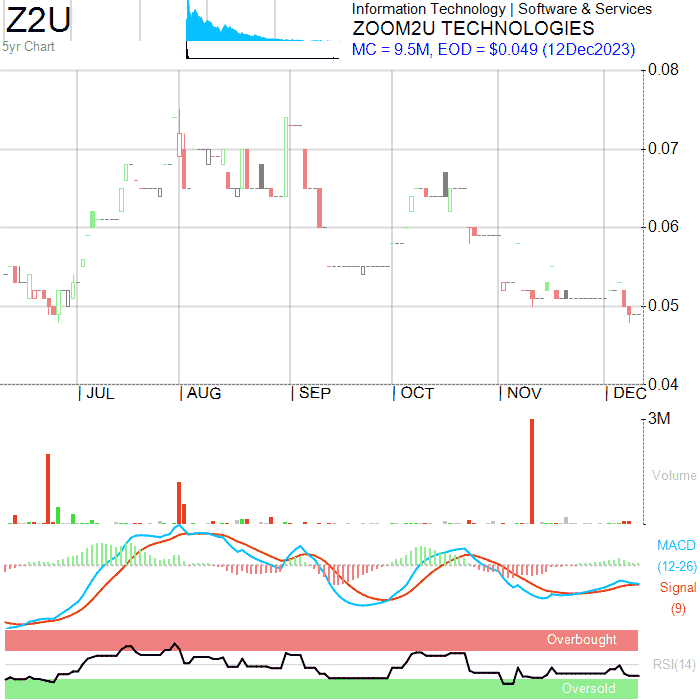 Z2U
5yr Chart
Information Technology | Software & Services
ZOOM2U TECHNOLOGIES
MC = 9.5M, EOD = $0.049 (12Dec2023)
0.08
0.07
0.06
0.05
0.04
| JUL | AUG | SEP | OCT | NOV | DEC
3M
Volume
MACD
(12-26)
Signal
(9)
Overbought
RSI(14)
Oversold